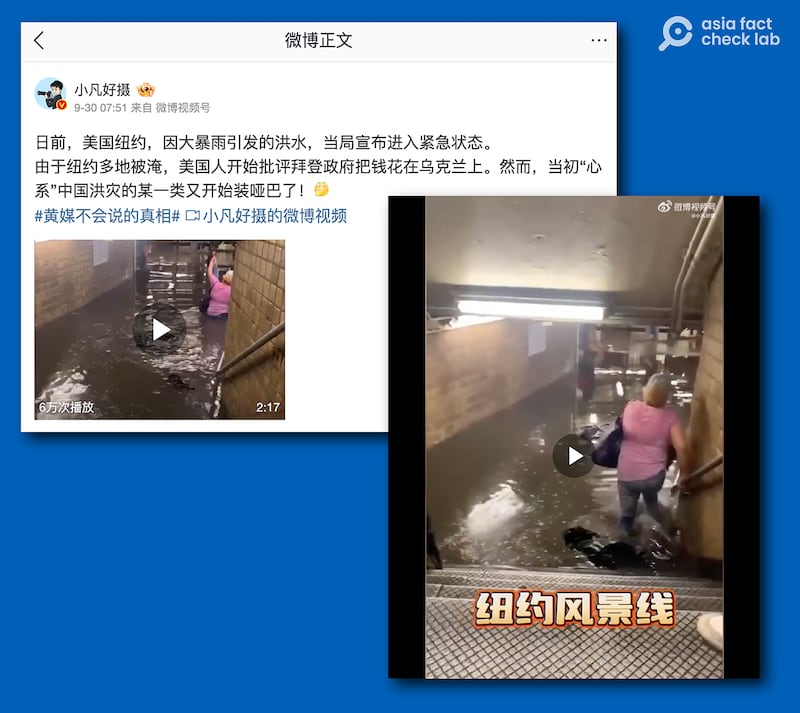 asia fact
check lab
微博正文
小凡好摄
9-30 07:51 来自 微博视频号
日前，美国纽约，因大暴雨引发的洪水，当局宣布进入紧急状态。
由于纽约多地被淹，美国人开始批评拜登政府把钱花在乌克兰上。然而，当初“心
系”中国洪灾的某一类又开始装哑巴了！
#黄媒不会说的真相# 小凡好摄的微博视频
6万次播放
2:17
微博视频号
纽约风景线